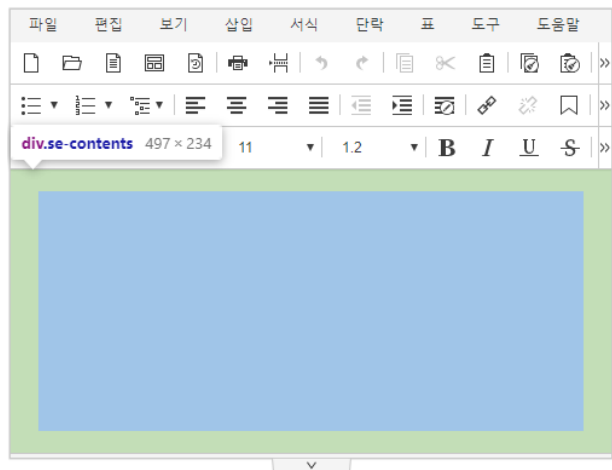 파일 편집 보기 삽입 서식 단락 표 도구 도움말
div.se-contents 497 × 234 11 1.2 B I U S